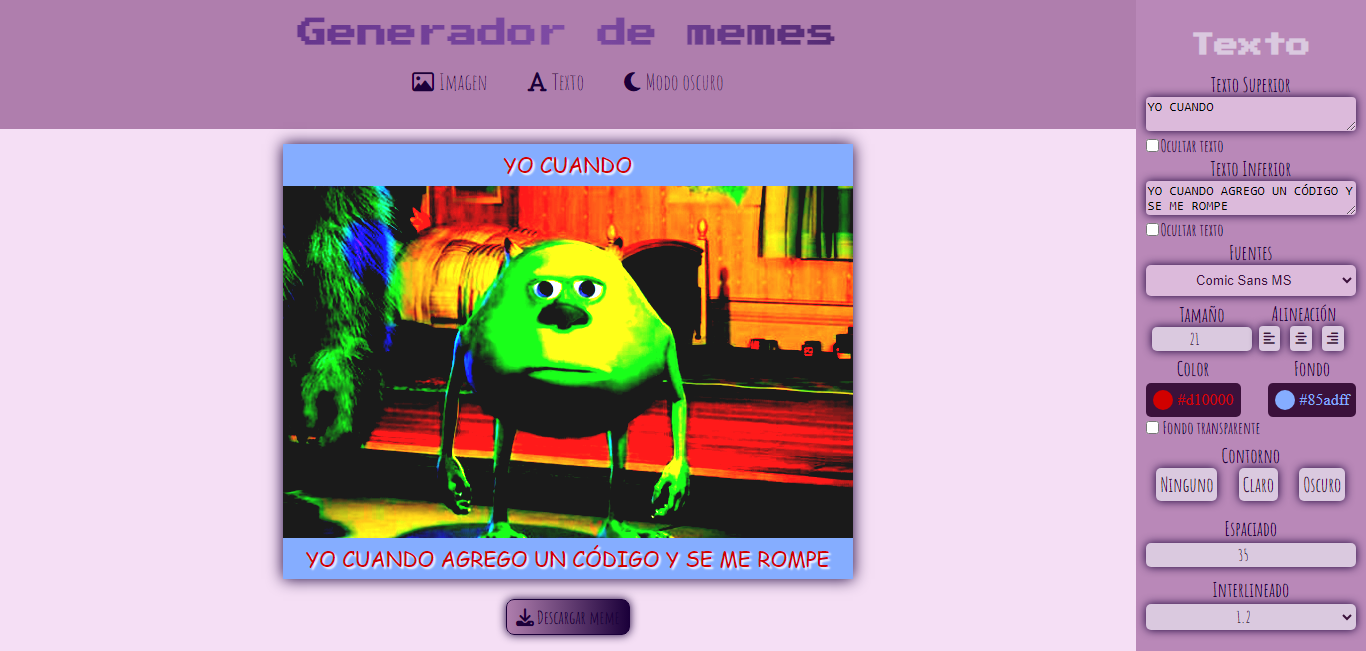 Generador de memes
Imagen
Texto
Modo oscuro
YO CUANDO
YO CUANDO AGREGO UN CÓDIGO Y SE ME ROMPE
Descargar meme
Texto
Texto Superior
YO CUANDO
Ocultar texto
Texto Inferior
YO CUANDO AGREGO UN CÓDIGO Y
SE ME ROMPE
Ocultar texto
Fuentes
Comic Sans MS
Tamaño
Alineación
21
Color
Fondo
#d10000
#85adff
Fondo transparente
Contorno
Ninguno
Claro
Oscuro
Espaciado
35
Interlineado
1.2